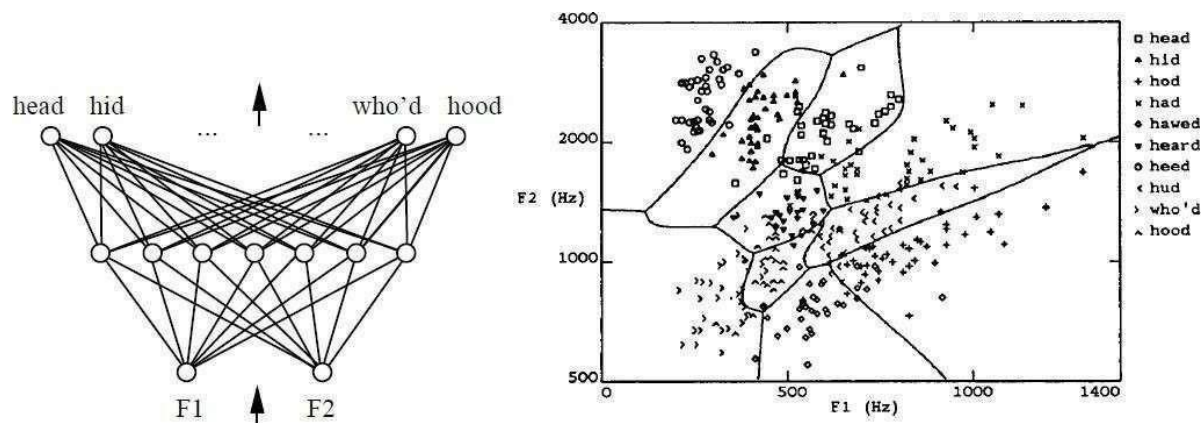 head hid ... ... who'd hood
F1 F2
4000
2000
F2 (Hz)
1000
500
500 1000 1400
F1 (Hz)
head
hid
hod
had
hawed
heard
heed
hud
who'd
hood